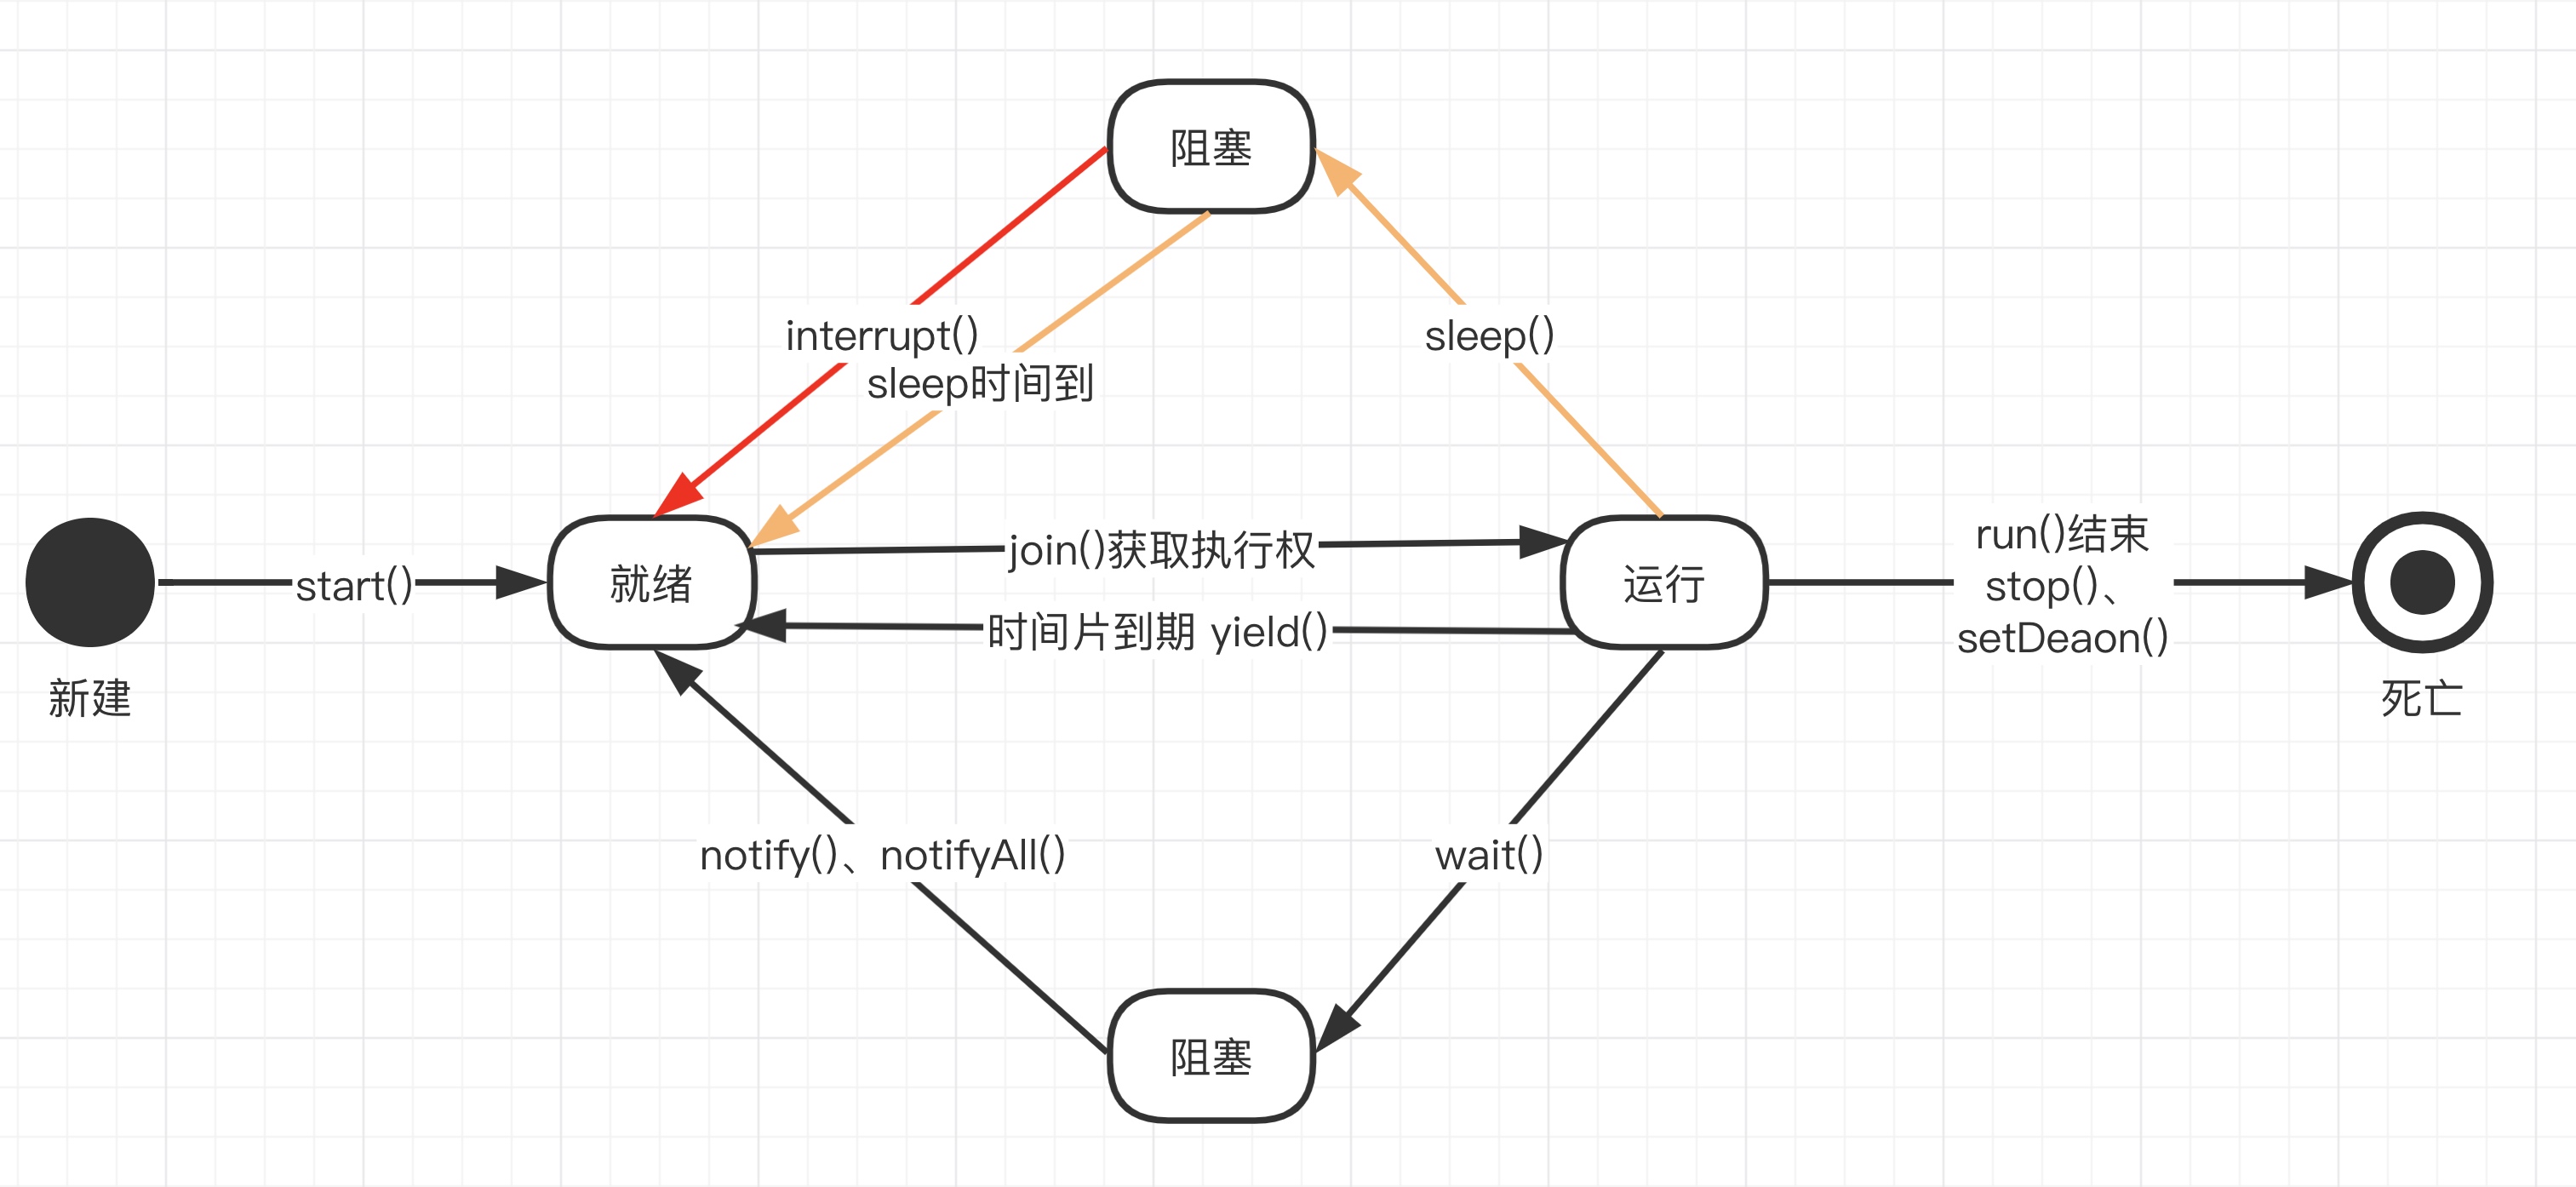 阻塞
interrupt()
sleep()
sleep时间到
start()
就绪
join()获取执行权
时间片到期 yield()
运行
run()结束
stop()、
setDeaon()
新建
死亡
notify()、notifyAll()
wait()
阻塞